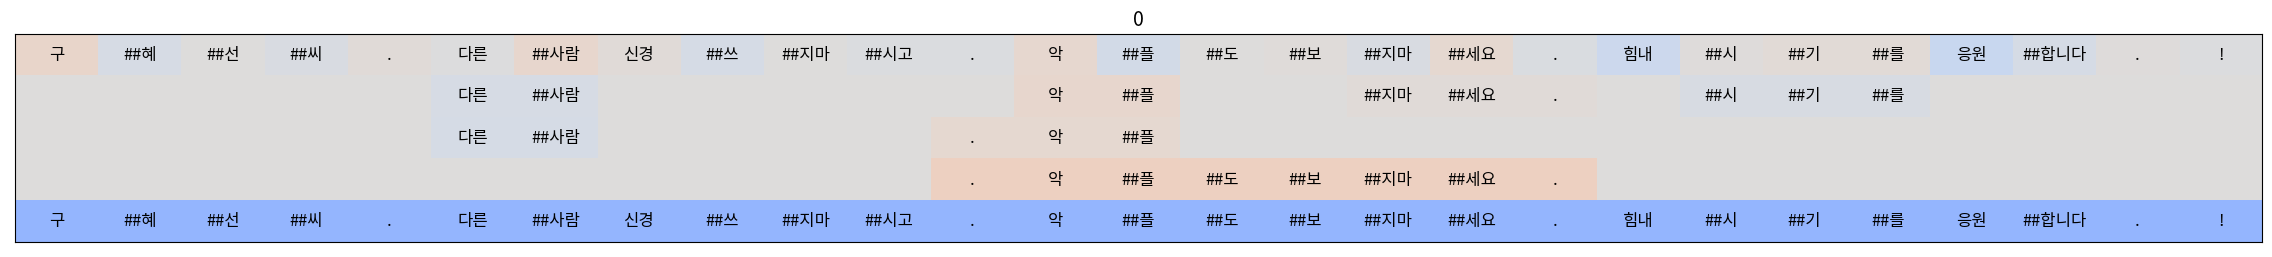 0
구 ##혜 ##선 ##씨 . 다른 ##사람 신경 ##쓰 ##지마 ##시고 . 악 ##플 ##도 ##보 ##지마 ##세요 . 힘내 ##시 ##기 ##를 응원 ##합니다 . !
다른 ##사람 악 ##플 ##지마 ##세요 . ##시 ##기 ##를
다른 ##사람 . 악 ##플
. 악 ##플 ##도 ##보 ##지마 ##세요 .
구 ##혜 ##선 ##씨 . 다른 ##사람 신경 ##쓰 ##지마 ##시고 . 악 ##플 ##도 ##보 ##지마 ##세요 . 힘내 ##시 ##기 ##를 응원 ##합니다 . !